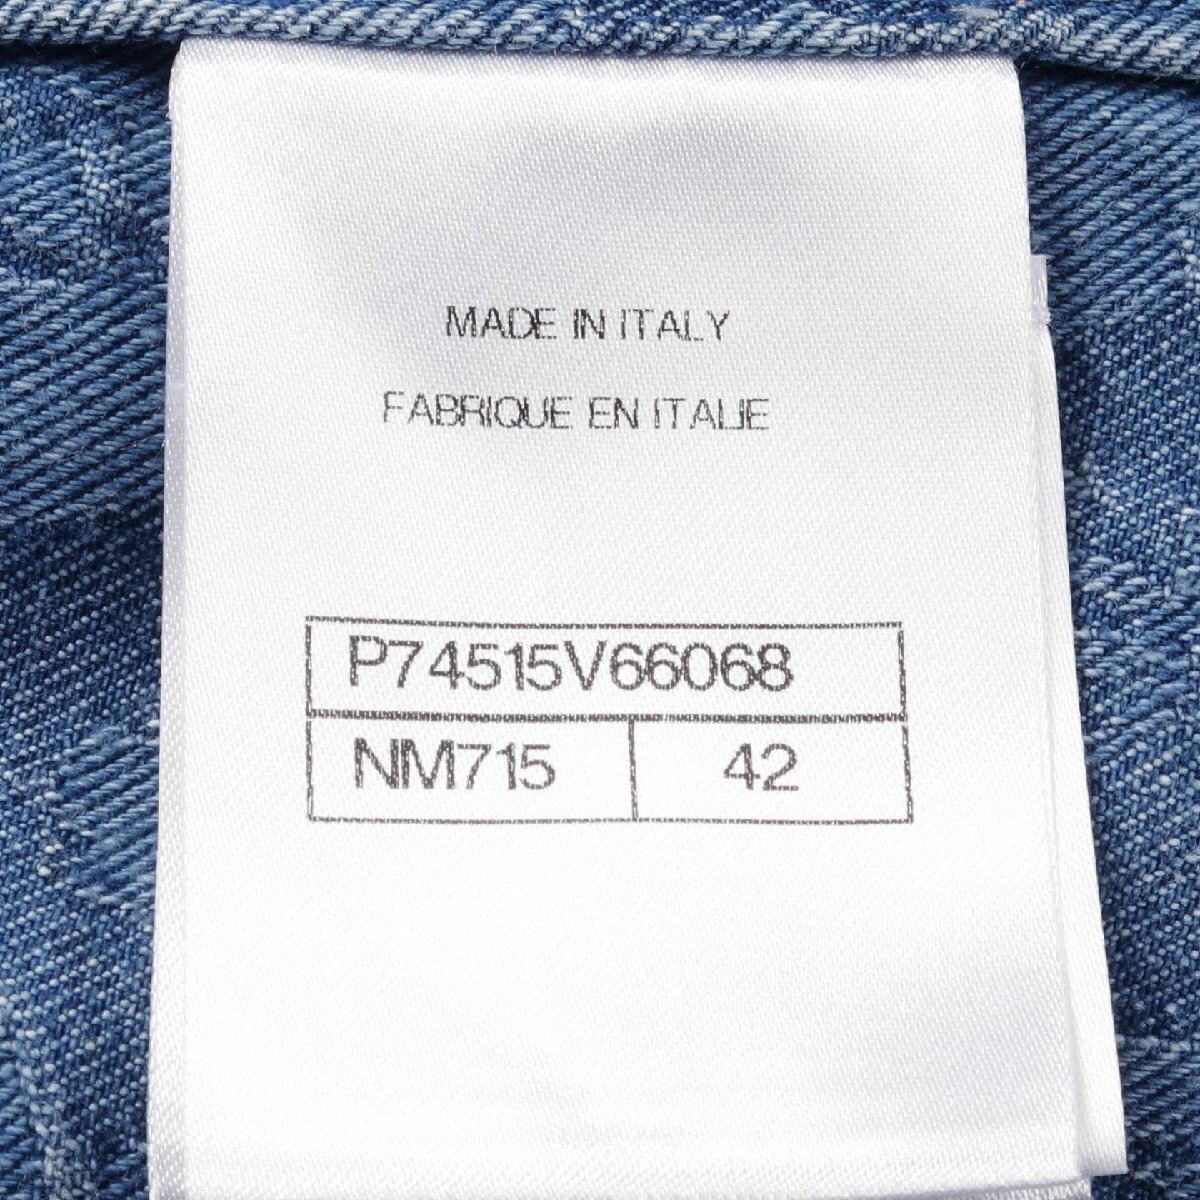 MADE IN ITALY
FABRIQUE EN ITALIE
P74515V66068
NM715 42